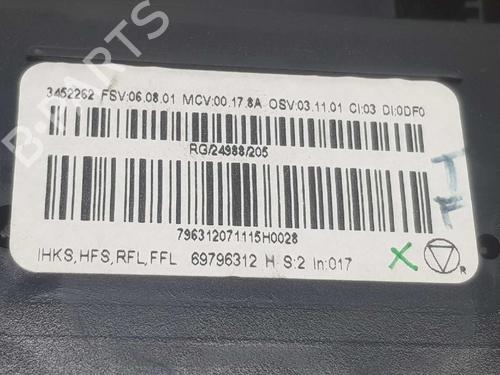 3452262 FSV:06.08.01 MCV:00.17.8A OSV:03.11.01 CI:03 DI:0DF0
RG/24988/205
796312071115H0028
IHKS,HFS,RFL,FFL 69796312 H S:2 In:017
R
B-PARTS